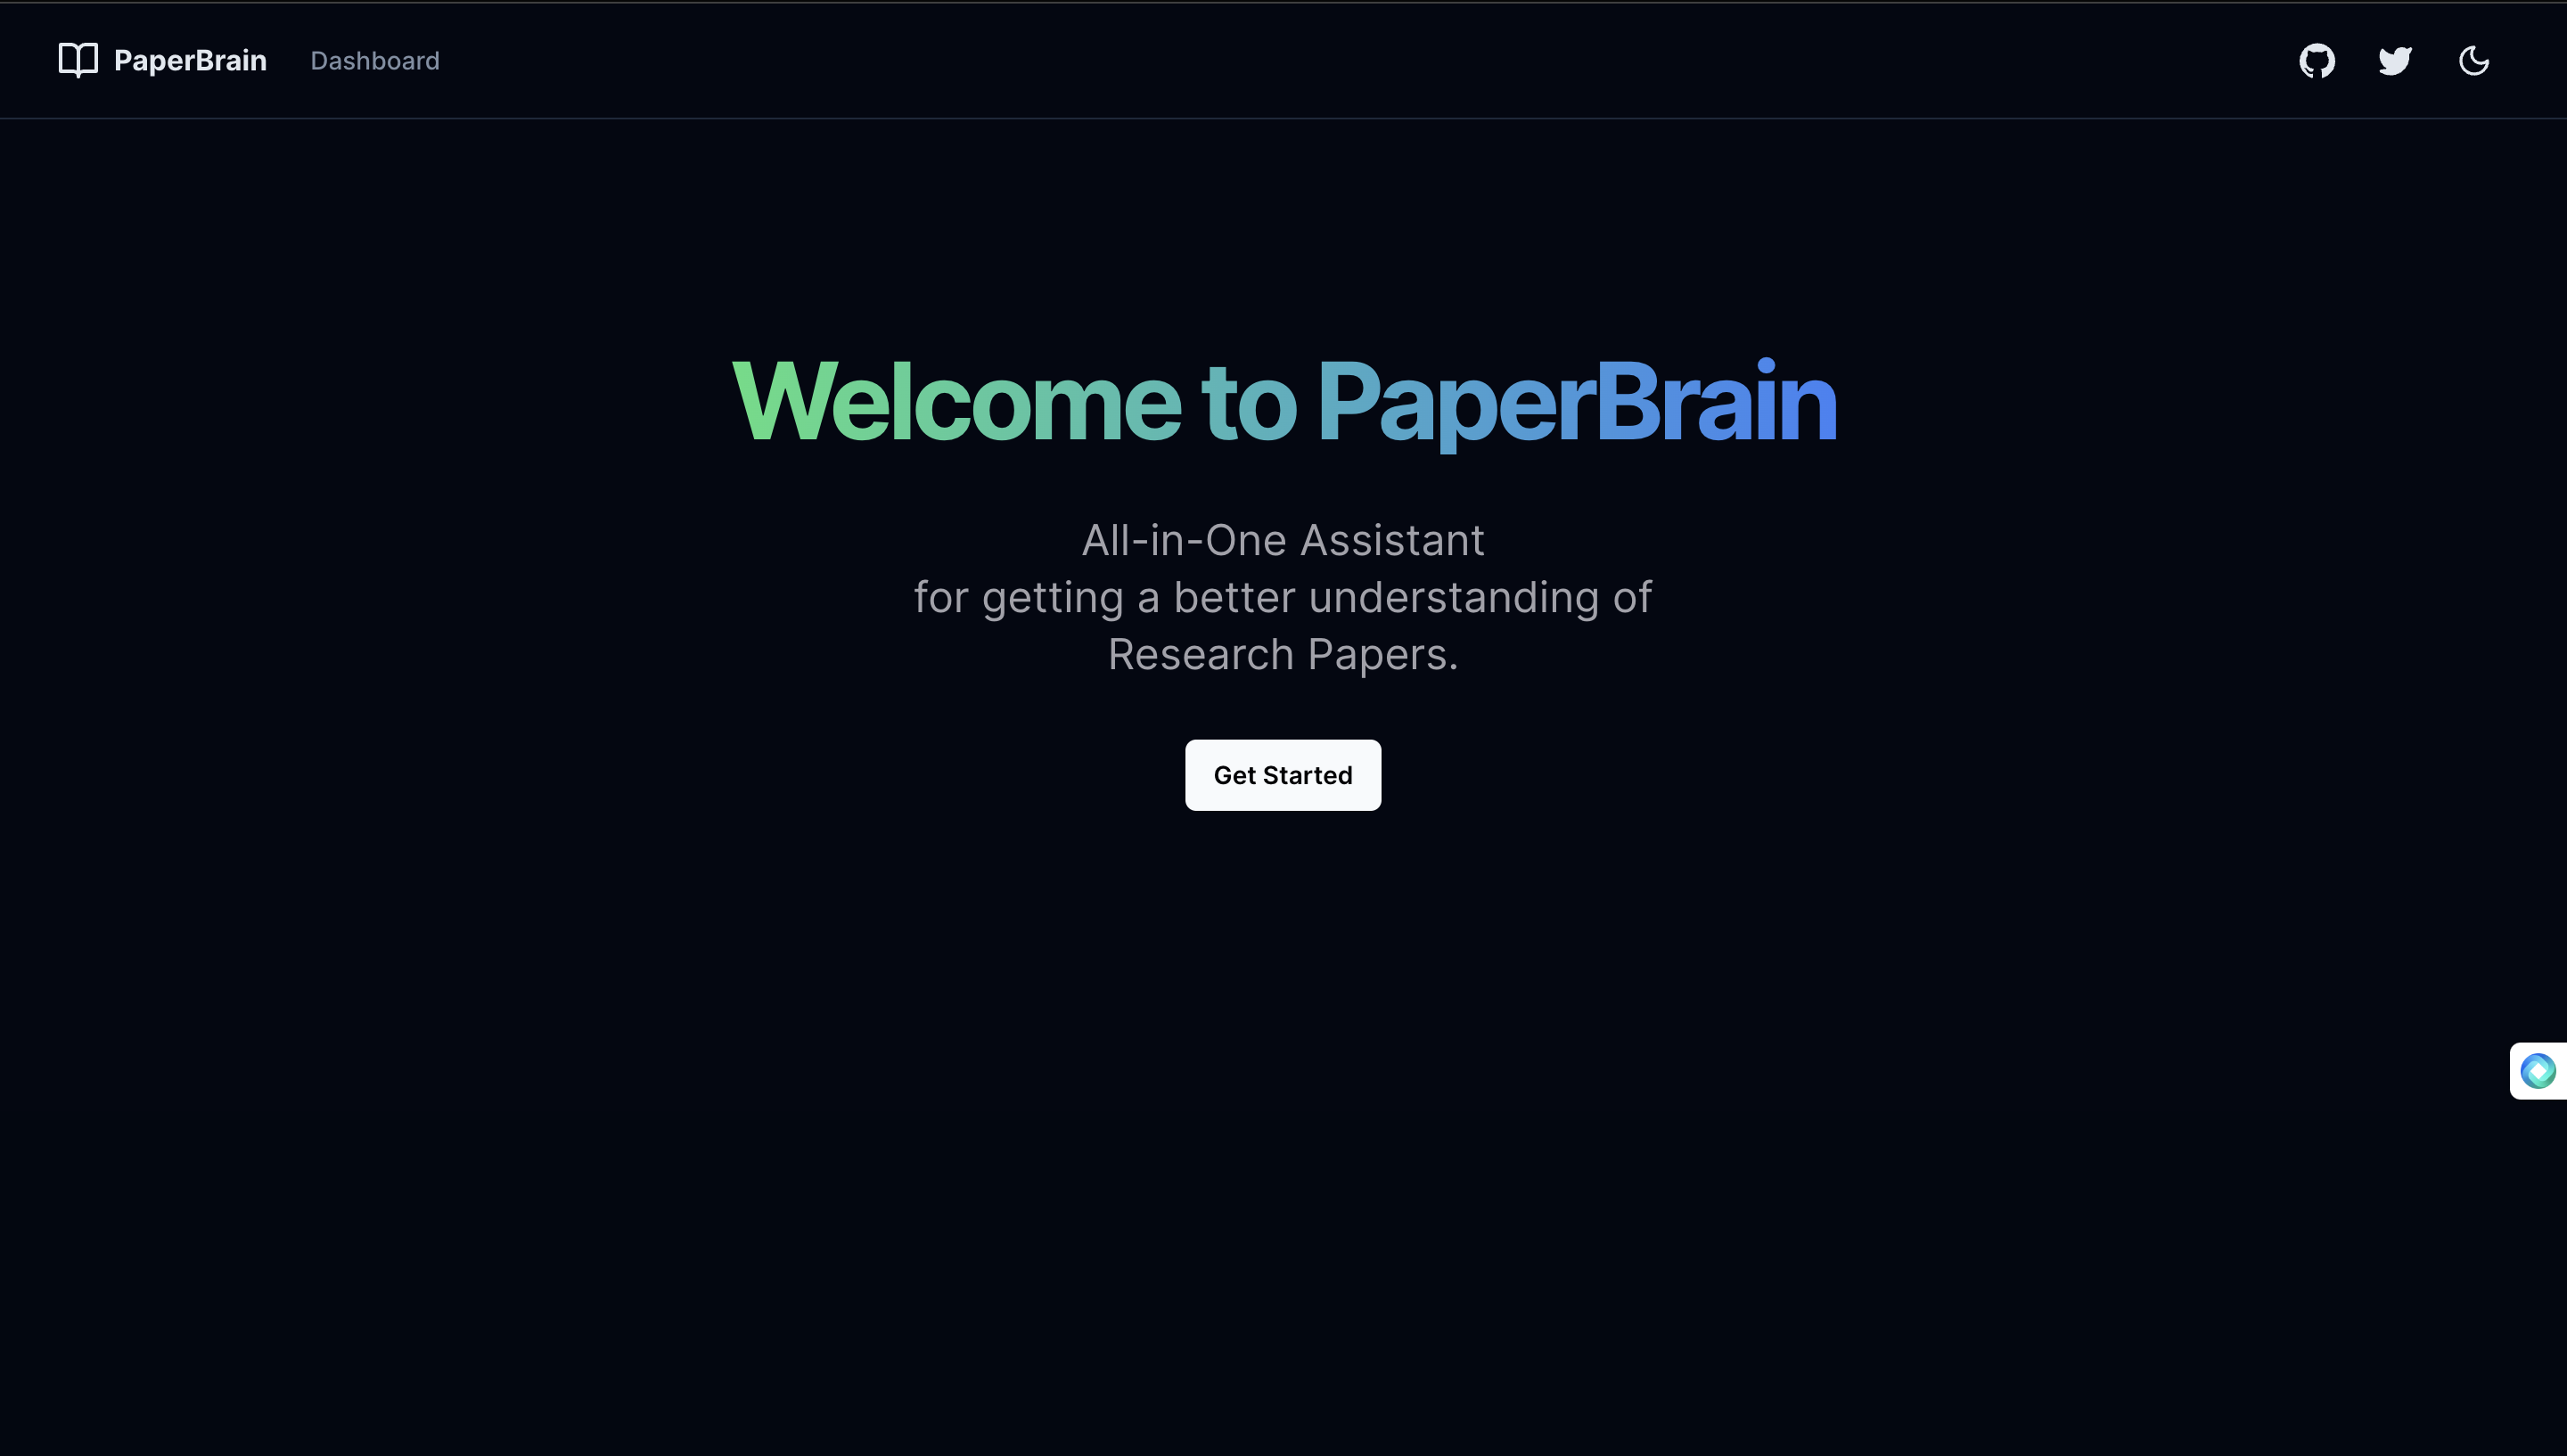 PaperBrain Dashboard
Welcome to PaperBrain
All-in-One Assistant
for getting a better understanding of
Research Papers.
Get Started